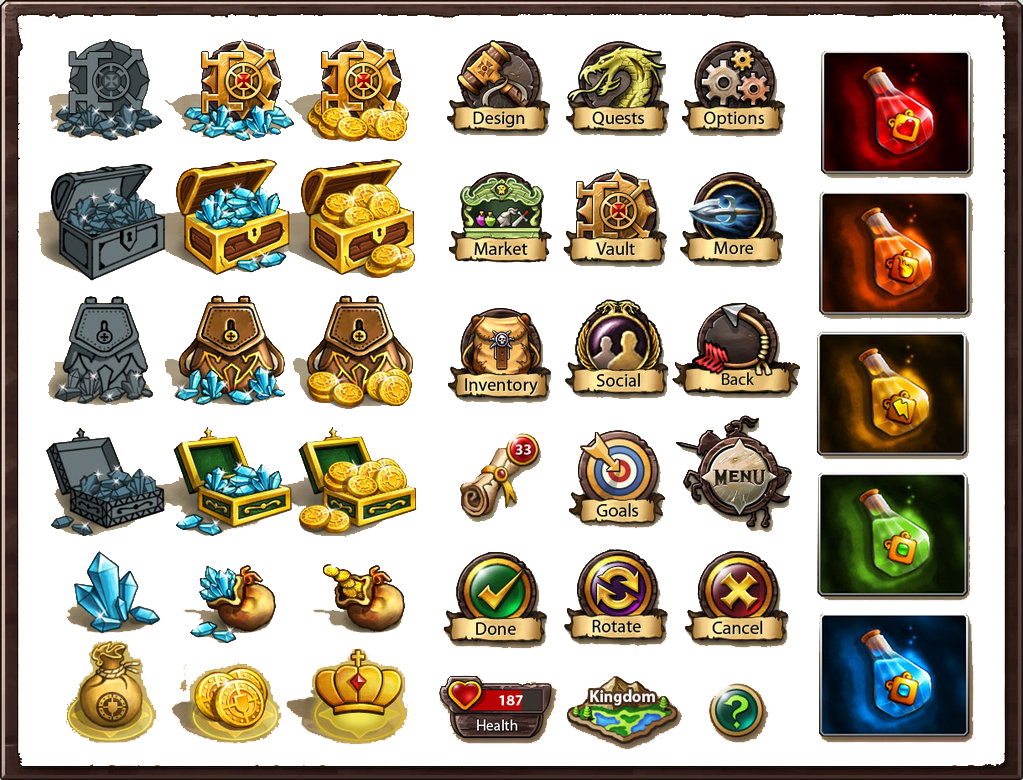 Design
Quests
Options
Market
Vault
More
Inventory
Social
Back
33
Goals
MENU
Done
Rotate
Cancel
187
Health
Kingdom
?